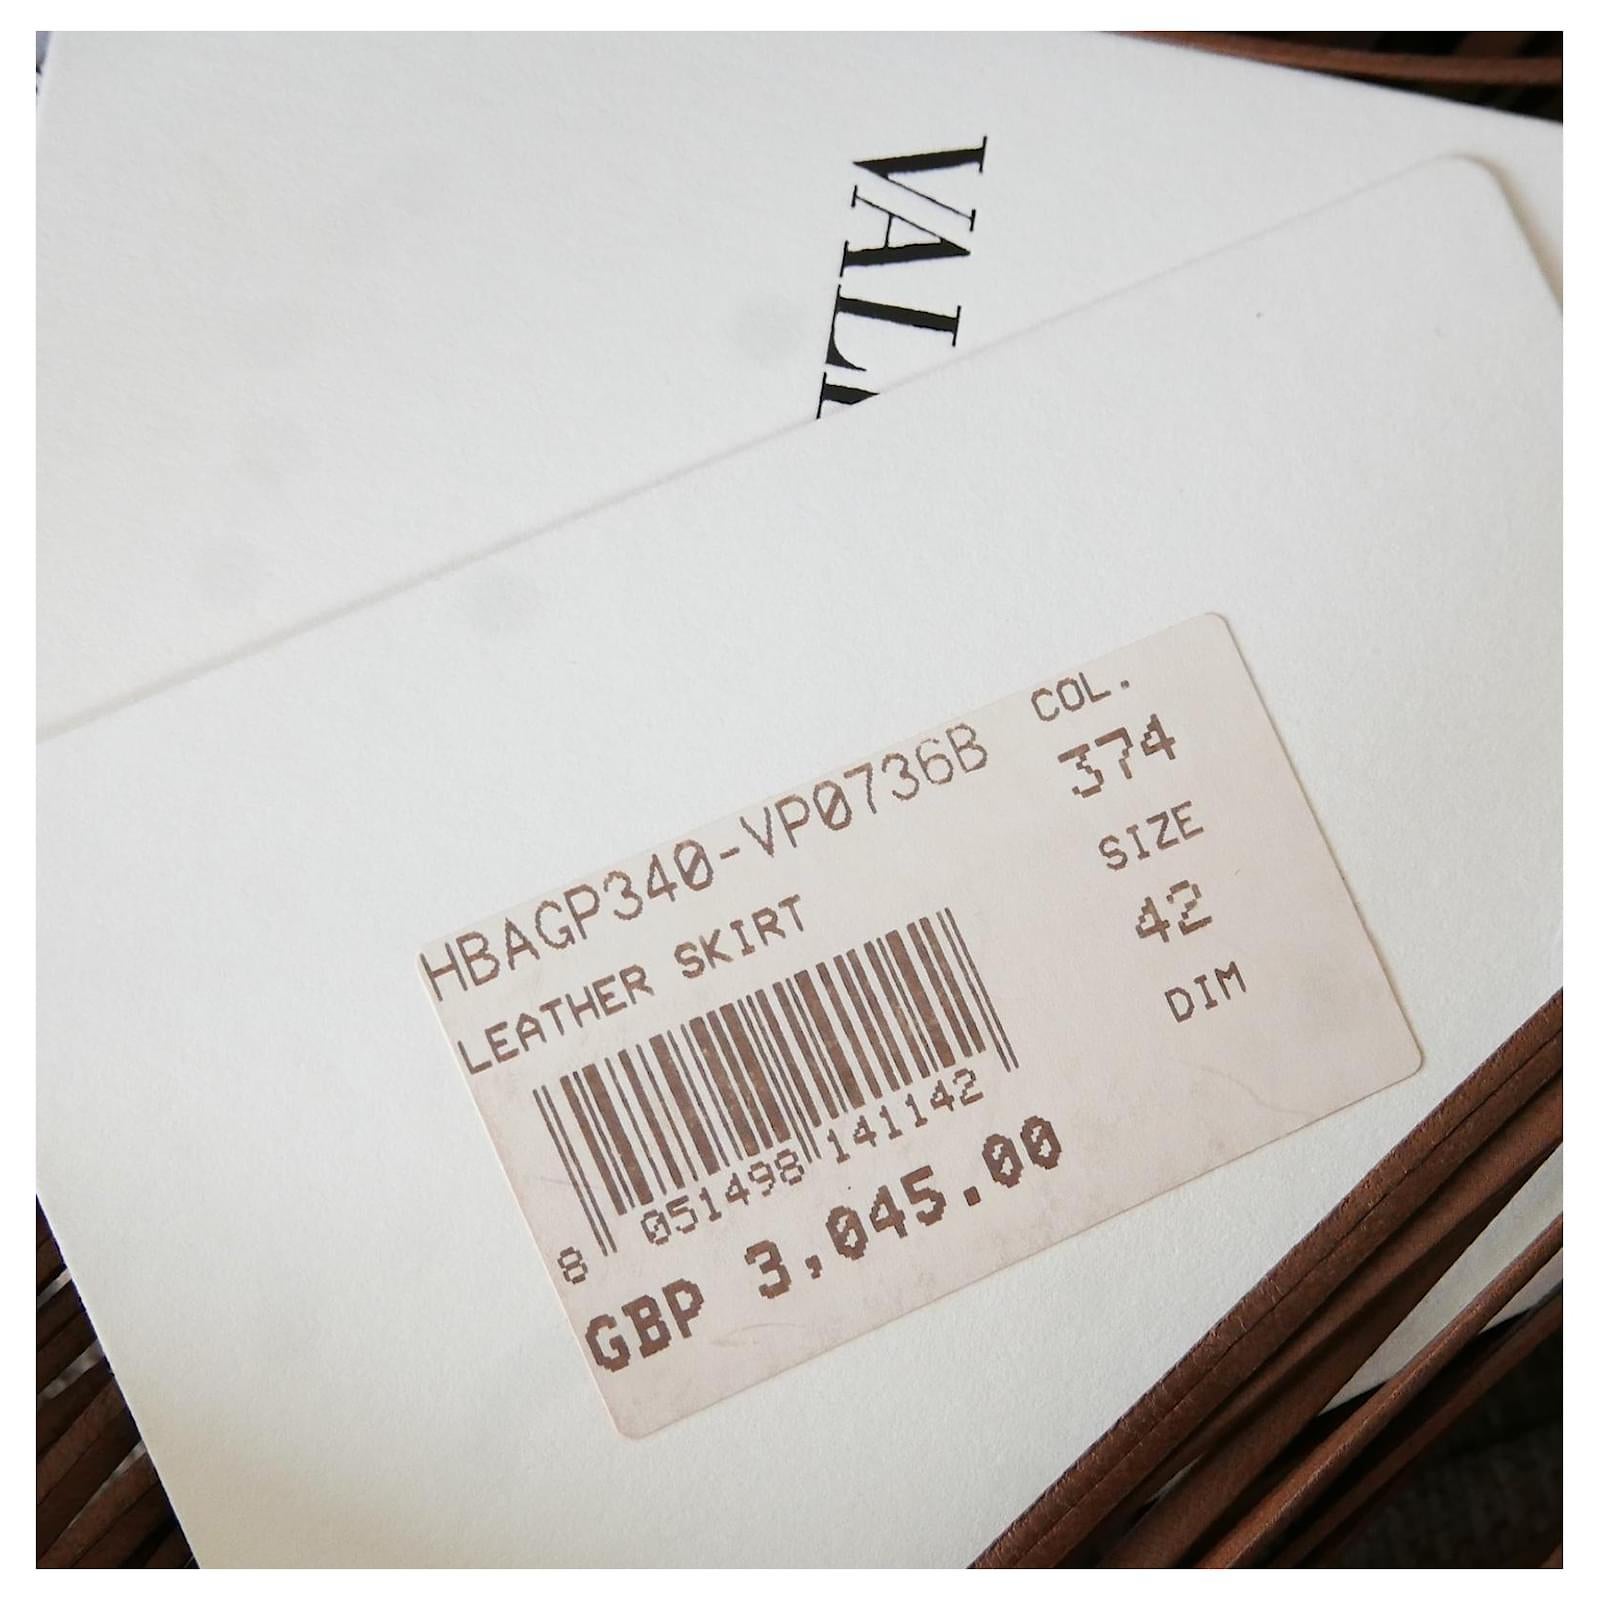 VAL
HBAGP340-VP0736B
LEATHER SKIRT
8 051498 141142
GBP 3,045.00
COL.
374
SIZE
42
DIM